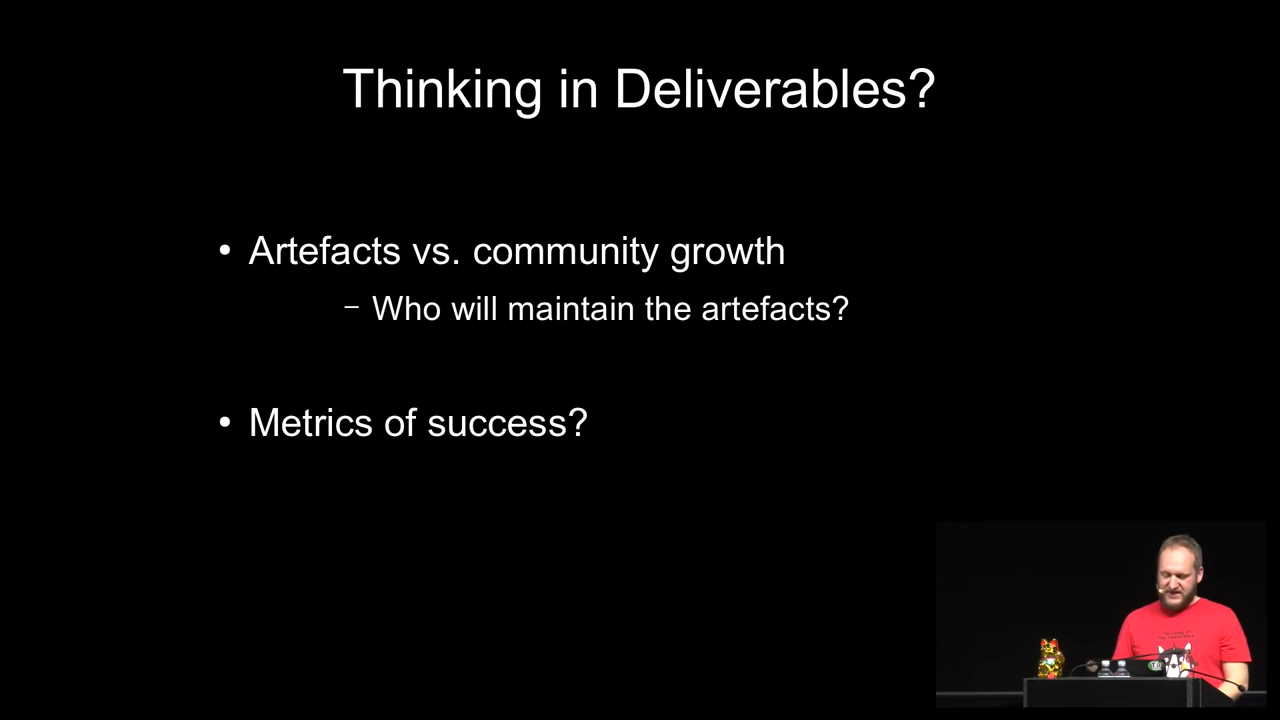 Thinking in Deliverables?
• Artefacts vs. community growth
– Who will maintain the artefacts?
• Metrics of success?